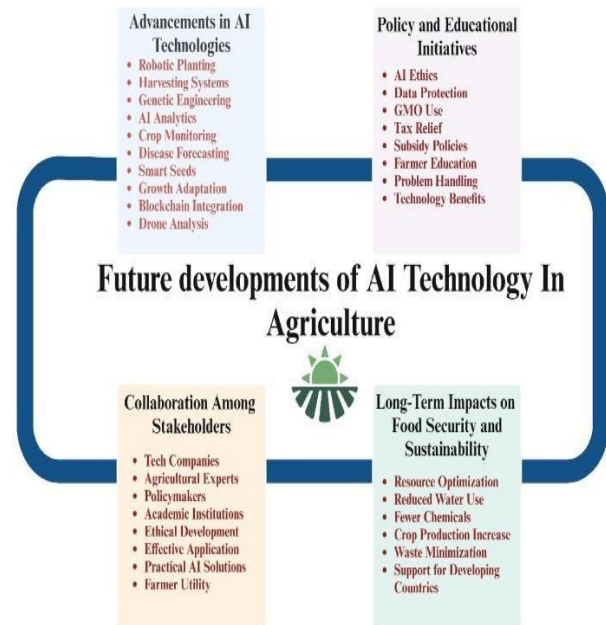 Advancements in AI
Technologies
• Robotic Planting
• Harvesting Systems
• Genetic Engineering
• AI Analytics
• Crop Monitoring
• Disease Forecasting
• Smart Seeds
• Growth Adaptation
• Blockchain Integration
• Drone Analysis
Policy and Educational
Initiatives
• AI Ethics
• Data Protection
• GMO Use
• Tax Relief
• Subsidy Policies
• Farmer Education
• Problem Handling
• Technology Benefits
Future developments of AI Technology In
Agriculture
Collaboration Among
Stakeholders
• Tech Companies
• Agricultural Experts
• Policymakers
• Academic Institutions
• Ethical Development
• Effective Application
• Practical AI Solutions
• Farmer Utility
Long-Term Impacts on
Food Security and
Sustainability
• Resource Optimization
• Reduced Water Use
• Fewer Chemicals
• Crop Production Increase
• Waste Minimization
• Support for Developing
Countries